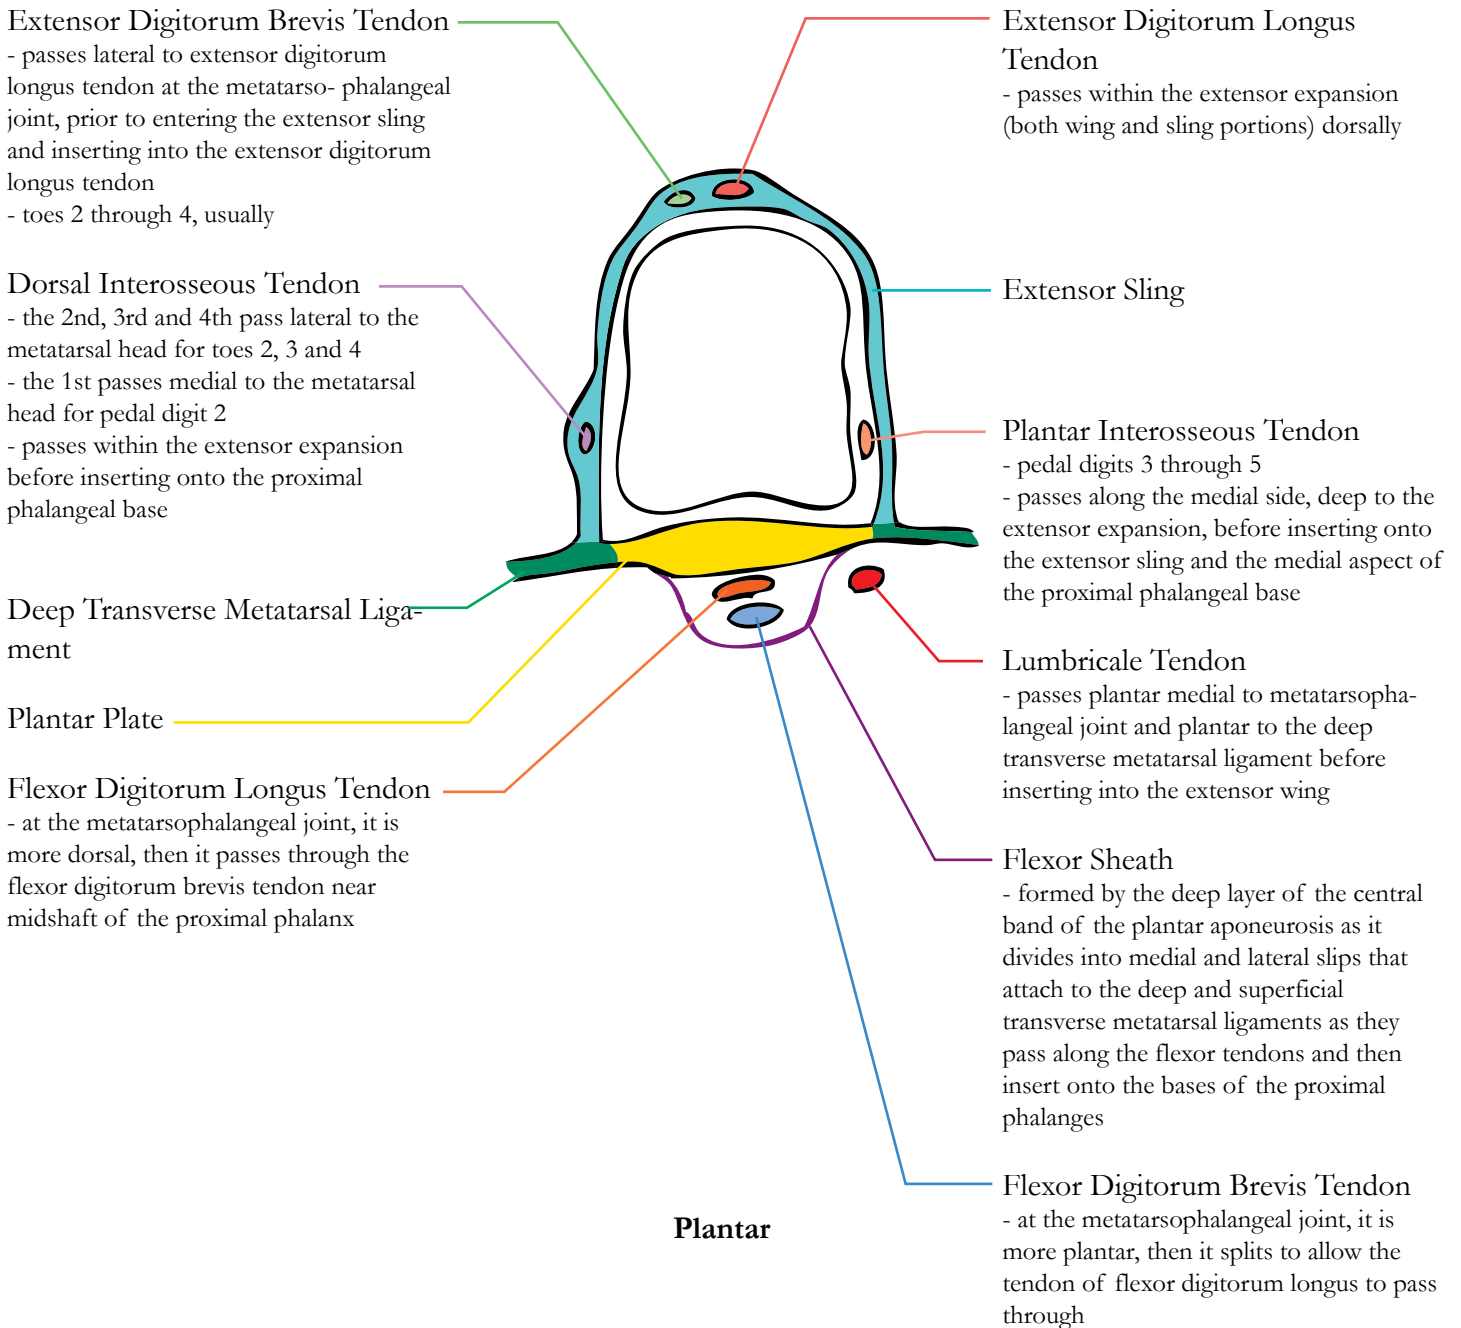 Extensor Digitorum Brevis Tendon
- passes lateral to extensor digitorum
longus tendon at the metatarso- phalangeal
joint, prior to entering the extensor sling
and inserting into the extensor digitorum
longus tendon
- toes 2 through 4, usually
Dorsal Interosseous Tendon
- the 2nd, 3rd and 4th pass lateral to the
metatarsal head for toes 2, 3 and 4
- the 1st passes medial to the metatarsal
head for pedal digit 2
- passes within the extensor expansion
before inserting onto the proximal
phalangeal base
Deep Transverse Metatarsal Liga-
ment
Plantar Plate
Flexor Digitorum Longus Tendon
- at the metatarsophalangeal joint, it is
more dorsal, then it passes through the
flexor digitorum brevis tendon near
midshaft of the proximal phalanx
Extensor Digitorum Longus
Tendon
- passes within the extensor expansion
(both wing and sling portions) dorsally
Extensor Sling
Plantar Interosseous Tendon
- pedal digits 3 through 5
- passes along the medial side, deep to the
extensor expansion, before inserting onto
the extensor sling and the medial aspect of
the proximal phalangeal base
Lumbricale Tendon
- passes plantar medial to metatarsopha-
langeal joint and plantar to the deep
transverse metatarsal ligament before
inserting into the extensor wing
Flexor Sheath
- formed by the deep layer of the central
band of the plantar aponeurosis as it
divides into medial and lateral slips that
attach to the deep and superficial
transverse metatarsal ligaments as they
pass along the flexor tendons and then
insert onto the bases of the proximal
phalanges
Flexor Digitorum Brevis Tendon
- at the metatarsophalangeal joint, it is
more plantar, then it splits to allow the
tendon of flexor digitorum longus to pass
through
Plantar